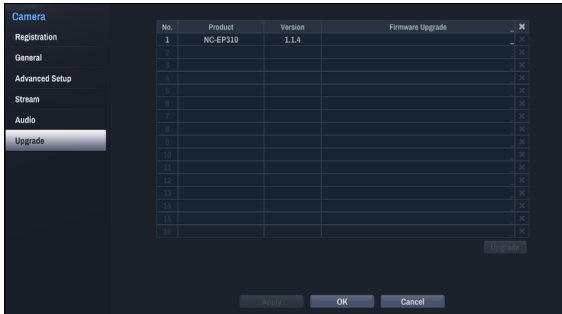 Camera
Registration
General
Advanced Setup
Stream
Audio
Upgrade
No. Product Version Firmware Upgrade
1 NC-EP310 1.1.4
2
3
4
5
6
7
8
9
10
11
12
13
14
15
16
Upgrade
Apply OK Cancel